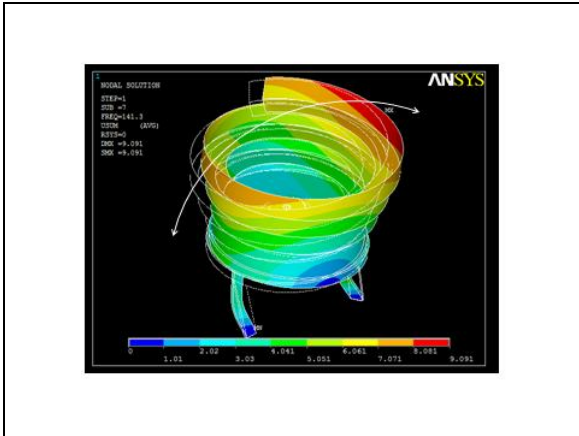 1
ANSYS
NODAL SOLUTION
STEP=1
SUB =7
FREQ=141.3
USUM (AVG)
RSYS=0
DMX =9.091
SMX =9.091
MX
MX
0 2.02 4.041 6.061 8.081
1.01 3.03 5.051 7.071 9.091